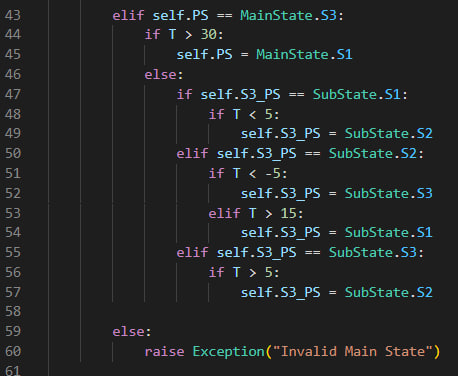 43 elif self.PS == MainState.S3:
44 if T > 30:
45 self.PS = MainState.S1
46 else:
47 if self.S3_PS == SubState.S1:
48 if T < 5:
49 self.S3_PS = SubState.S2
50 elif self.S3_PS == SubState.S2:
51 if T < -5:
52 self.S3_PS = SubState.S3
53 elif T > 15:
54 self.S3_PS = SubState.S1
55 elif self.S3_PS == SubState.S3:
56 if T > 5:
57 self.S3_PS = SubState.S2
58
59 else:
60 raise Exception("Invalid Main State")
61